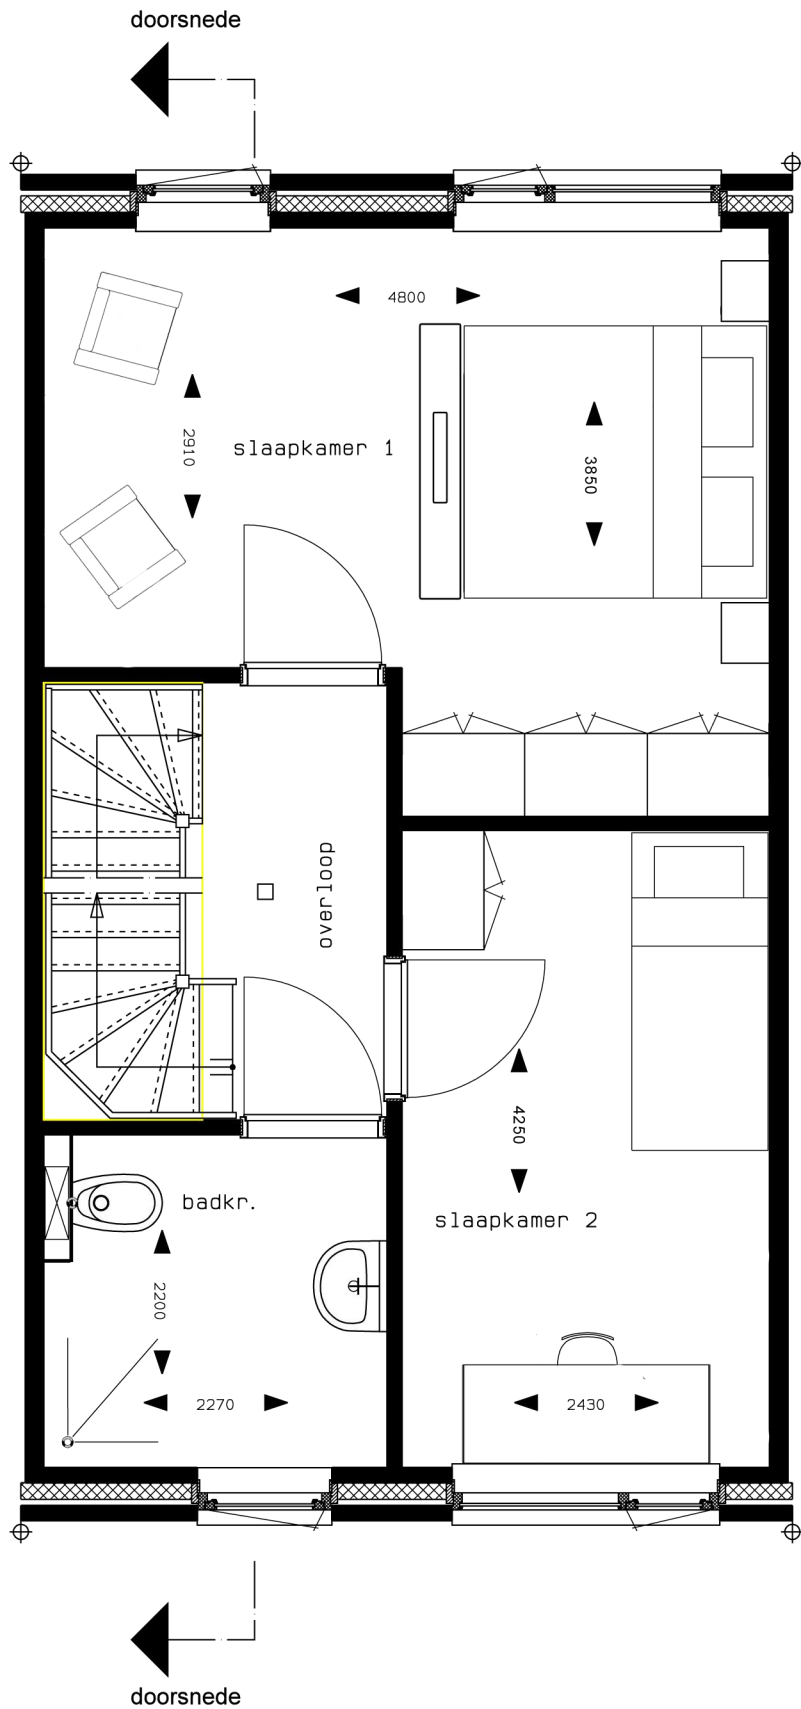 doorsnede
4800
2910
slaapkamer 1
3850
overloop
4250
badkr.
slaapkamer 2
2200
2270
2430
doorsnede